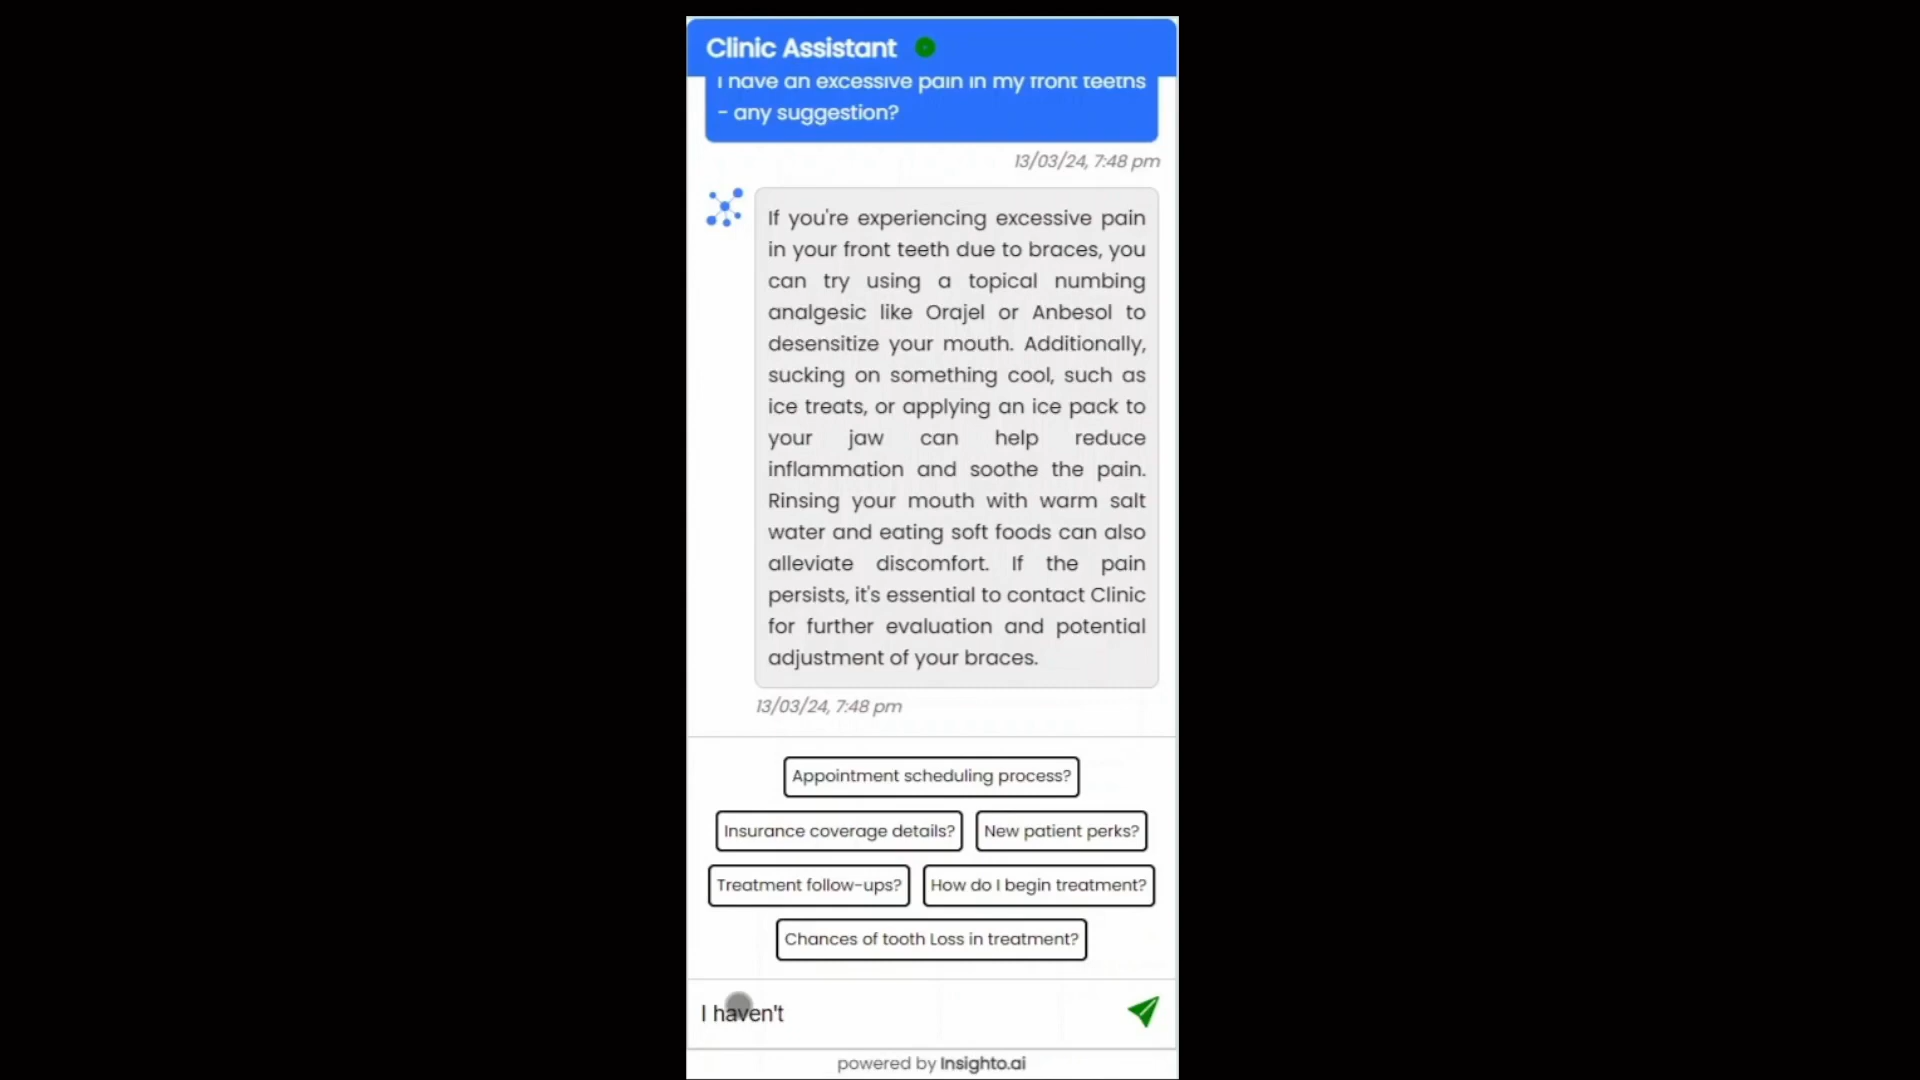 Clinic Assistant
I have an excessive pain in my front teeths
- any suggestion?
13/03/24, 7:48 pm
If you're experiencing excessive pain
in your front teeth due to braces, you
can try using a topical numbing
analgesic like Orajel or Anbesol to
desensitize your mouth. Additionally,
sucking on something cool, such as
ice treats, or applying an ice pack to
your jaw can help reduce
inflammation and soothe the pain.
Rinsing your mouth with warm salt
water and eating soft foods can also
alleviate discomfort. If the pain
persists, it's essential to contact Clinic
for further evaluation and potential
adjustment of your braces.
13/03/24, 7:48 pm
Appointment scheduling process?
Insurance coverage details? New patient perks?
Treatment follow-ups? How do I begin treatment?
Chances of tooth Loss in treatment?
I haven't
powered by Insighto.ai